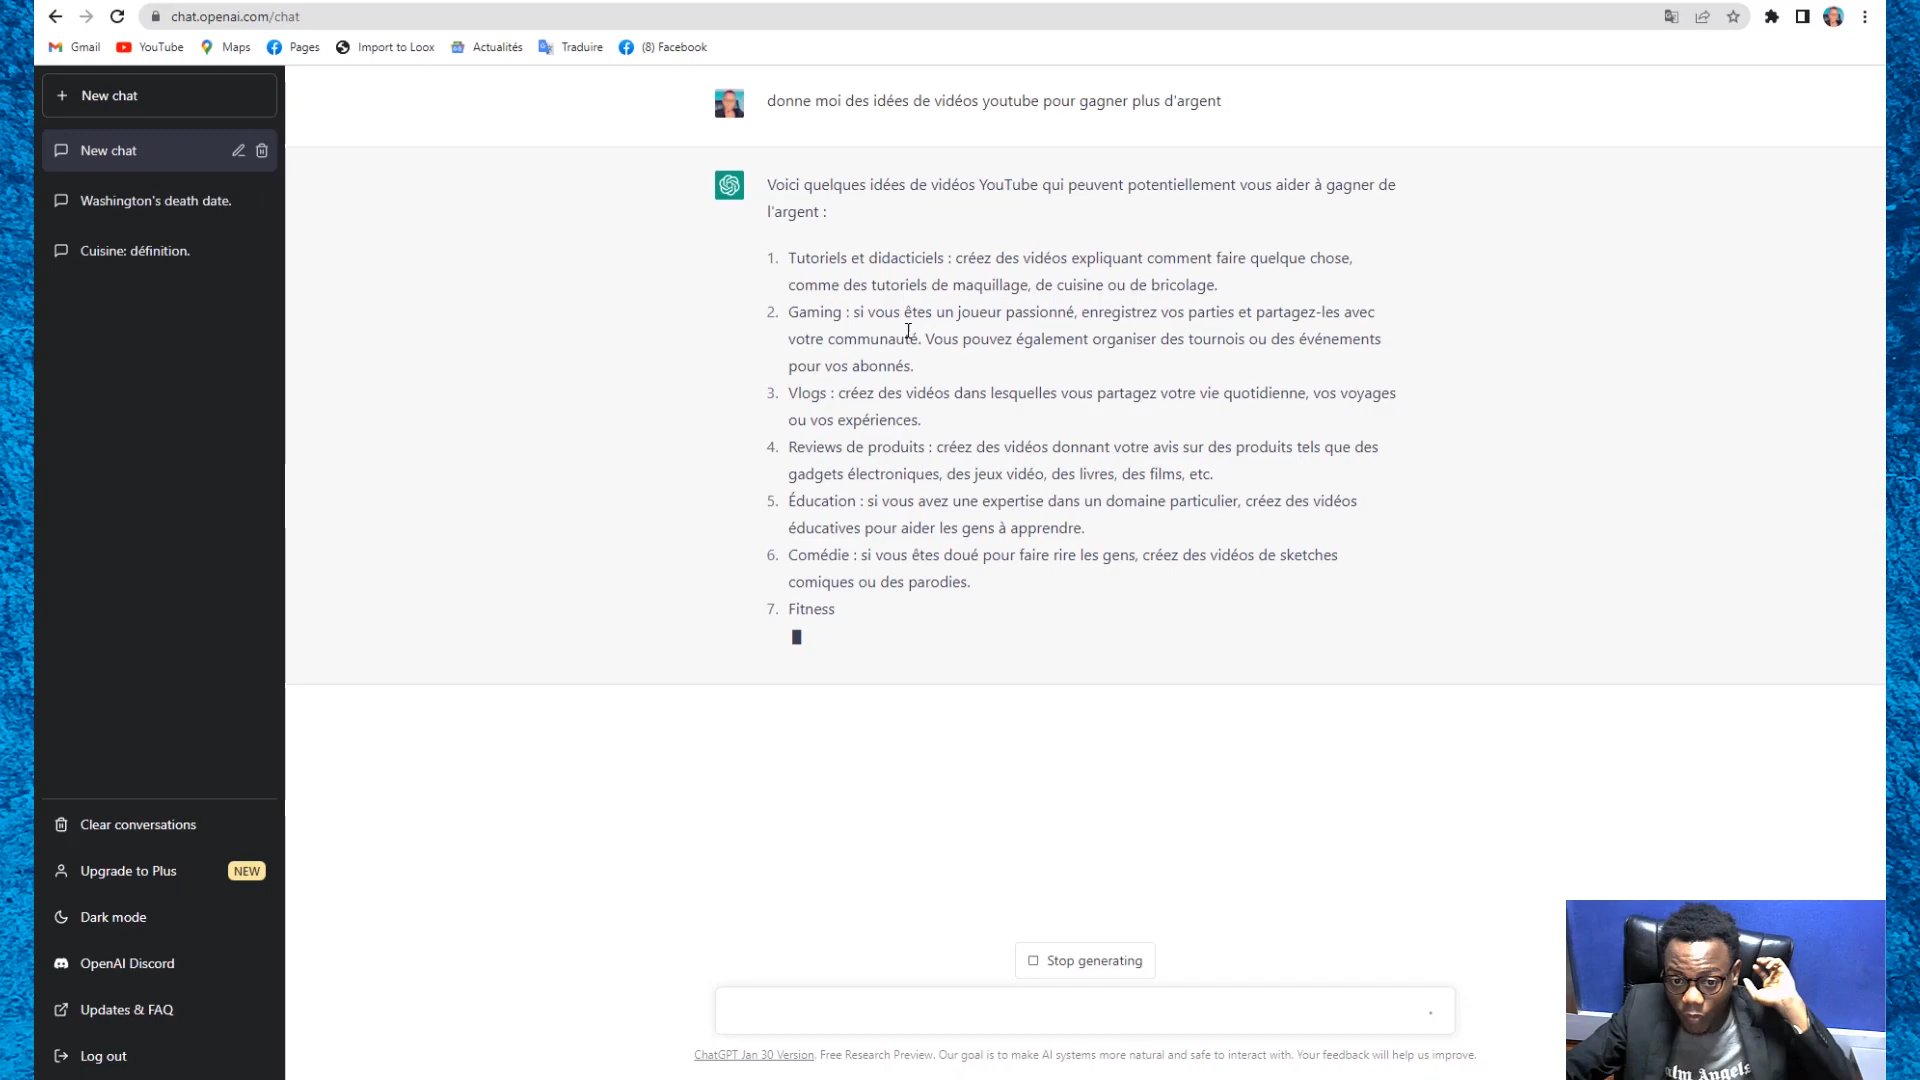 chat.openai.com/chat
Gmail YouTube Maps Pages Import to Loox Actualités Traduire (8) Facebook
New chat
New chat
Washington's death date.
Cuisine: définition.
Clear conversations
Upgrade to Plus NEW
Dark mode
OpenAI Discord
Updates & FAQ
Log out
donne moi des idées de vidéos youtube pour gagner plus d'argent
Voici quelques idées de vidéos YouTube qui peuvent potentiellement vous aider à gagner de
l'argent :
1. Tutoriels et didacticiels : créez des vidéos expliquant comment faire quelque chose,
comme des tutoriels de maquillage, de cuisine ou de bricolage.
2. Gaming : si vous êtes un joueur passionné, enregistrez vos parties et partagez-les avec
votre communauté. Vous pouvez également organiser des tournois ou des événements
pour vos abonnés.
3. Vlogs : créez des vidéos dans lesquelles vous partagez votre vie quotidienne, vos voyages
ou vos expériences.
4. Reviews de produits : créez des vidéos donnant votre avis sur des produits tels que des
gadgets électroniques, des jeux vidéo, des livres, des films, etc.
5. Éducation : si vous avez une expertise dans un domaine particulier, créez des vidéos
éducatives pour aider les gens à apprendre.
6. Comédie : si vous êtes doué pour faire rire les gens, créez des vidéos de sketches
comiques ou des parodies.
7. Fitness
Stop generating
ChatGPT Jan 30 Version. Free Research Preview. Our goal is to make AI systems more natural and safe to interact with. Your feedback will help us improve.
alm Angels